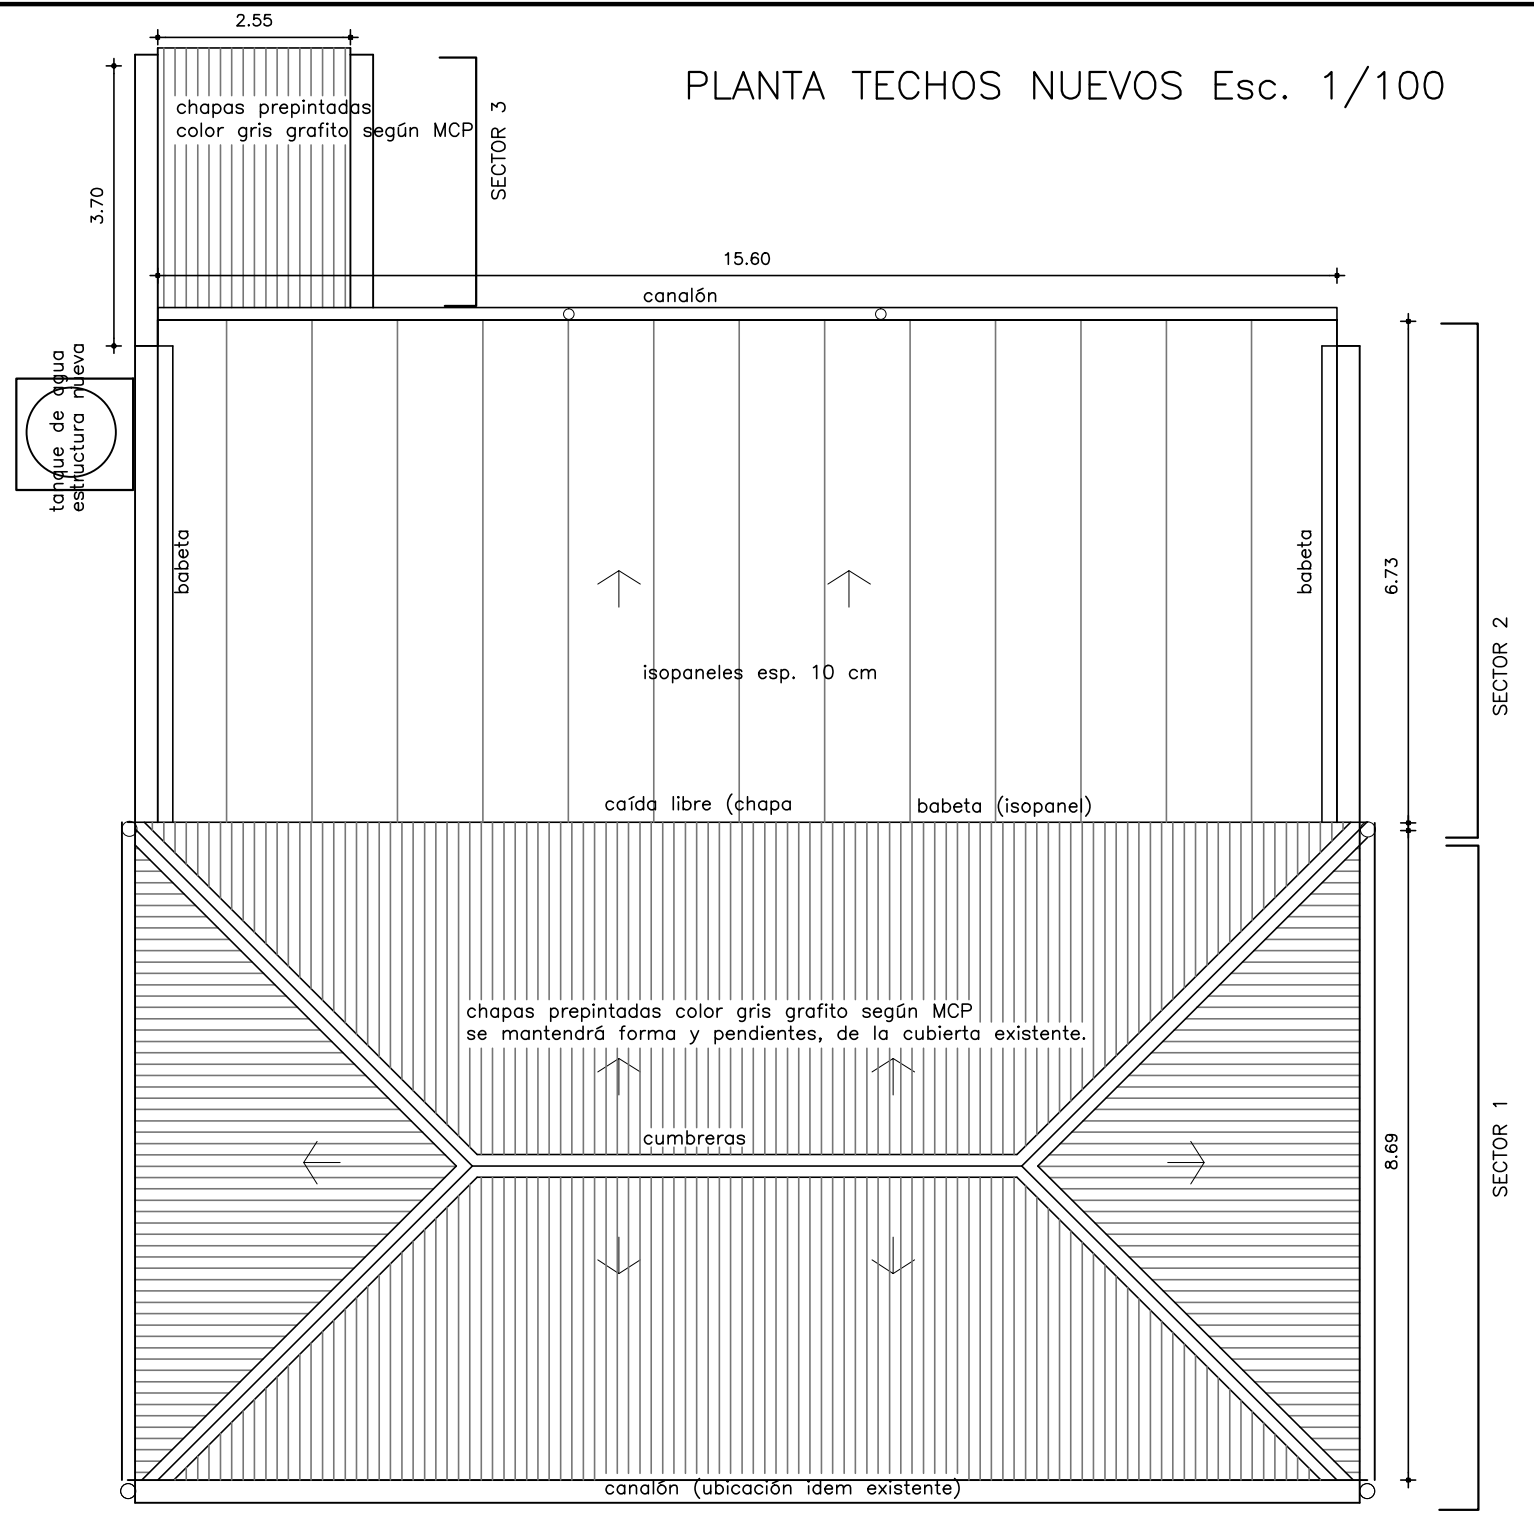 2.55
PLANTA TECHOS NUEVOS Esc. 1/100
chapas prepintadas
color gris grafito según MCP
SECTOR 3
3.70
15.60
canalón
tanque de agua
estructura nueva
babeta
babeta
6.73
SECTOR 2
isopaneles esp. 10 cm
caída libre (chapa
babeta (isopanel)
chapas prepintadas color gris grafito según MCP
se mantendrá forma y pendientes, de la cubierta existente.
cumbreras
8.69
SECTOR 1
canalón (ubicación idem existente)